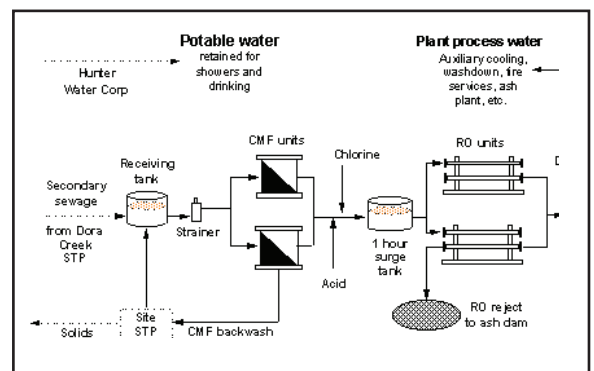 Potable water
retained for
showers and
drinking
Hunter
Water Corp
Plant process water
Auxiliary cooling,
washdown, fire
services, ash
plant, etc.
CMF units
Chlorine
RO units
Receiving
tank
Secondary
sewage
from Dora
Creek
STP
Strainer
1 hour
surge
tank
Acid
Site
STP
Solids
CMF backwash
RO reject
to ash dam